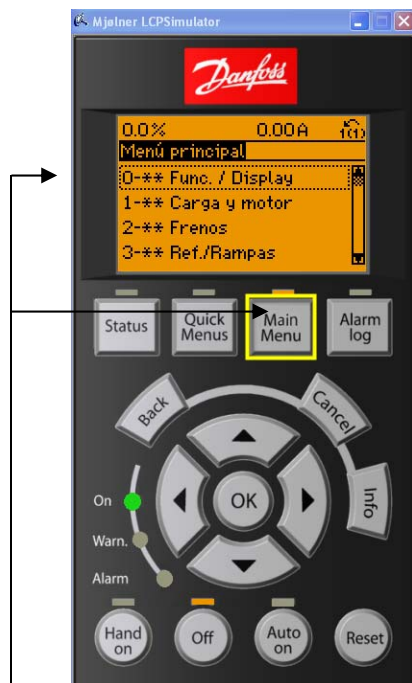 Mjølner LCPSimulator
Danfoss
0.0% 0.00A 1(1)
Menú principal
0-** Func. / Display
1-** Carga y motor
2-** Frenos
3-** Ref./Rampas
Status
Quick
Menus
Main
Menu
Alarm
log
Back
Cancel
Info
OK
On
Warn.
Alarm
Hand
on
Off
Auto
on
Reset